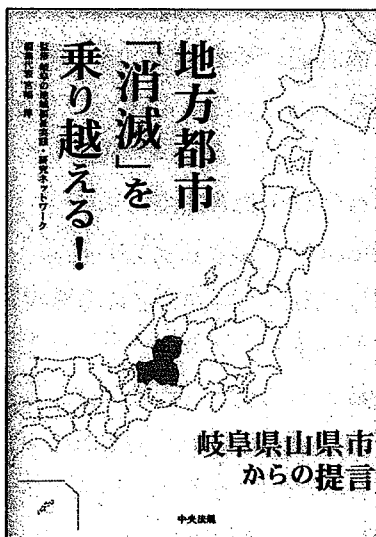 地方都市
「消滅」を
乗り越える!
岐阜県山県市
からの提言
中央法規